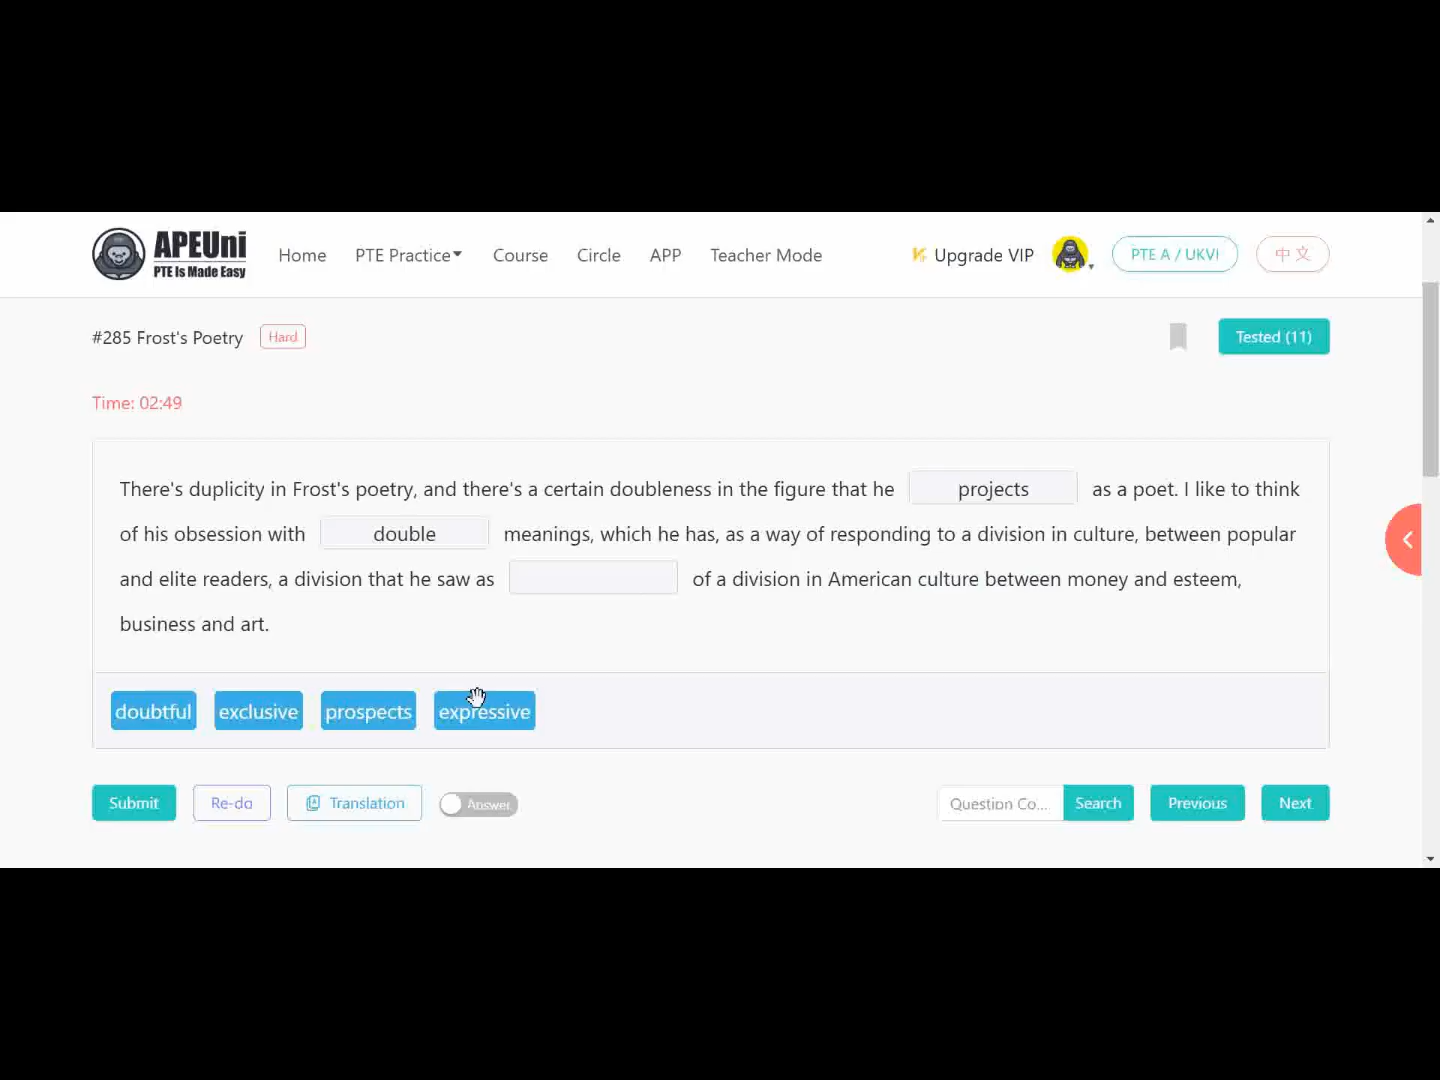 APEUni
PTE Is Made Easy
Home PTE Practice Course Circle APP Teacher Mode Upgrade VIP PTE A / UKVI 中文
#285 Frost's Poetry Hard Tested (11)
Time: 02:49
There's duplicity in Frost's poetry, and there's a certain doubleness in the figure that he projects as a poet. I like to think
of his obsession with double meanings, which he has, as a way of responding to a division in culture, between popular
and elite readers, a division that he saw as of a division in American culture between money and esteem,
business and art.
doubtful exclusive prospects expressive
Submit Re-do Translation Answer Question Co... Search Previous Next